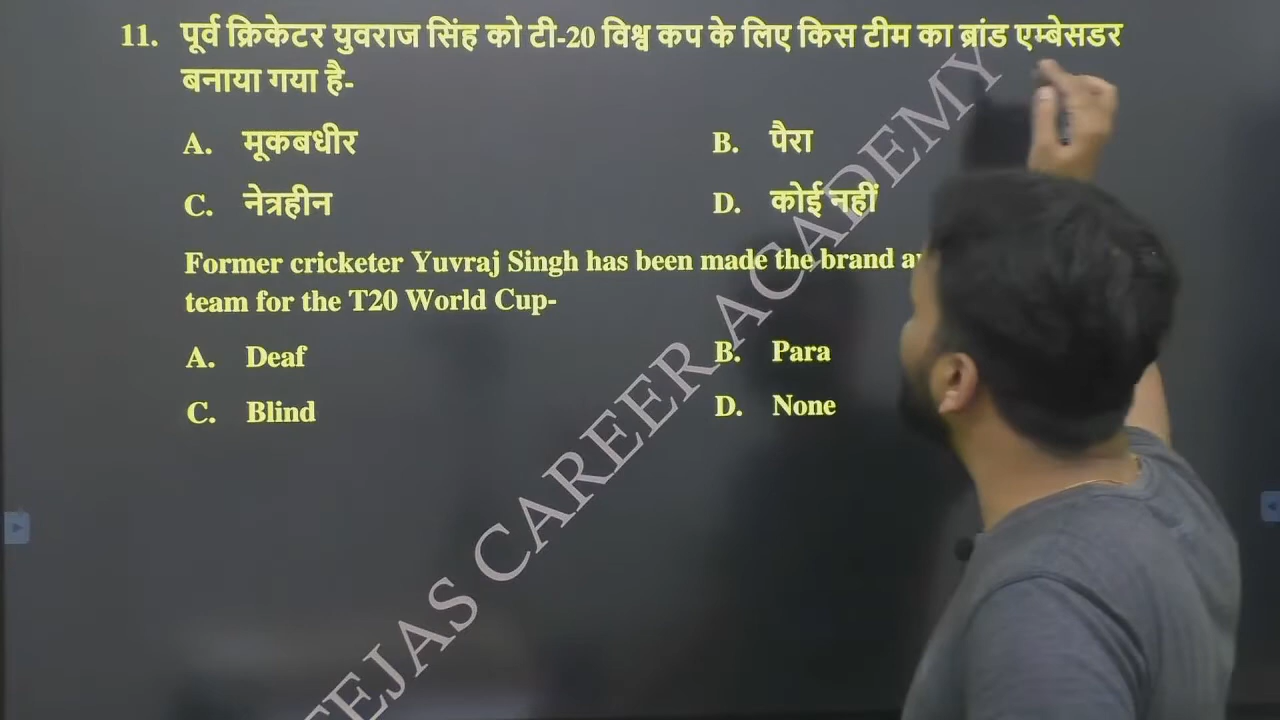 11. पूर्व क्रिकेटर युवराज सिंह को टी-20 विश्व कप के लिए किस टीम का ब्रांड एम्बेसडर
बनाया गया है-
A. मूकबधीर B. पैरा
C. नेत्रहीन D. कोई नहीं
Former cricketer Yuvraj Singh has been made the brand
team for the T20 World Cup-
A. Deaf B. Para
C. Blind D. None
TEJAS CAREER ACADEMY